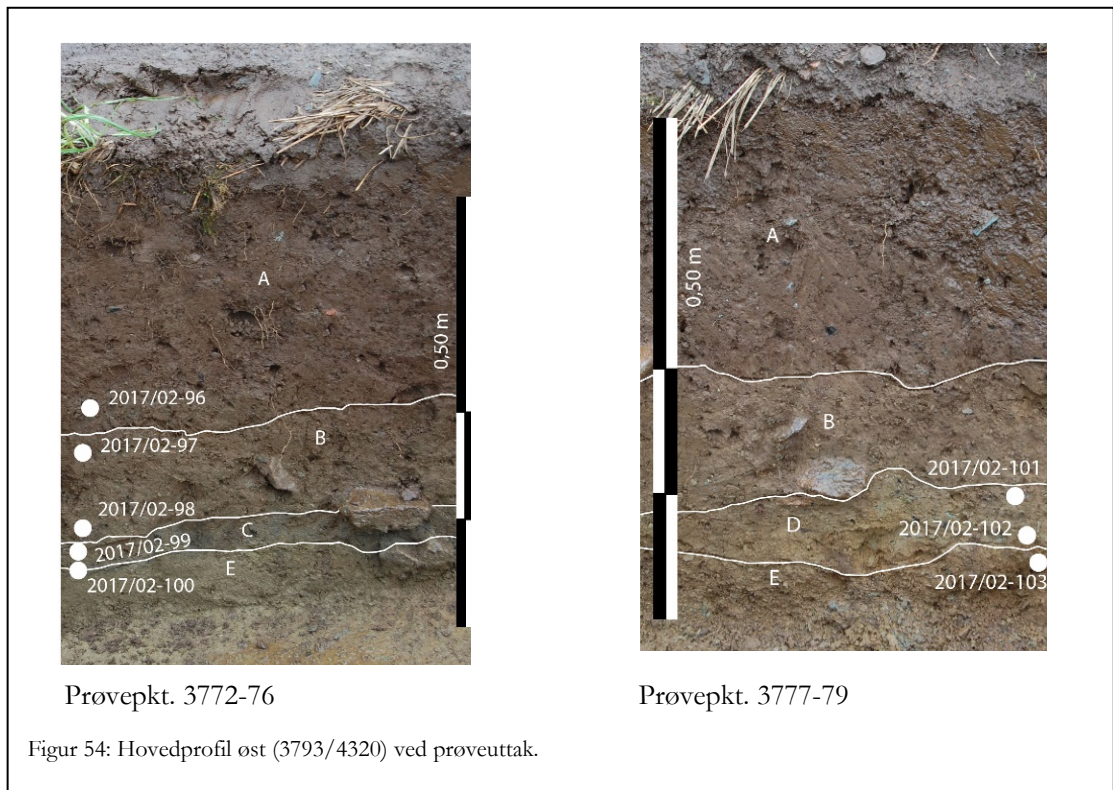 A
0,50 m
2017/02-96
B
2017/02-97
2017/02-98
C
2017/02-99
E
2017/02-100
A
0,50 m
B
2017/02-101
D
2017/02-102
E
2017/02-103
Prøvepkt. 3772-76
Prøvepkt. 3777-79
Figur 54: Hovedprofil øst (3793/4320) ved prøveuttak.